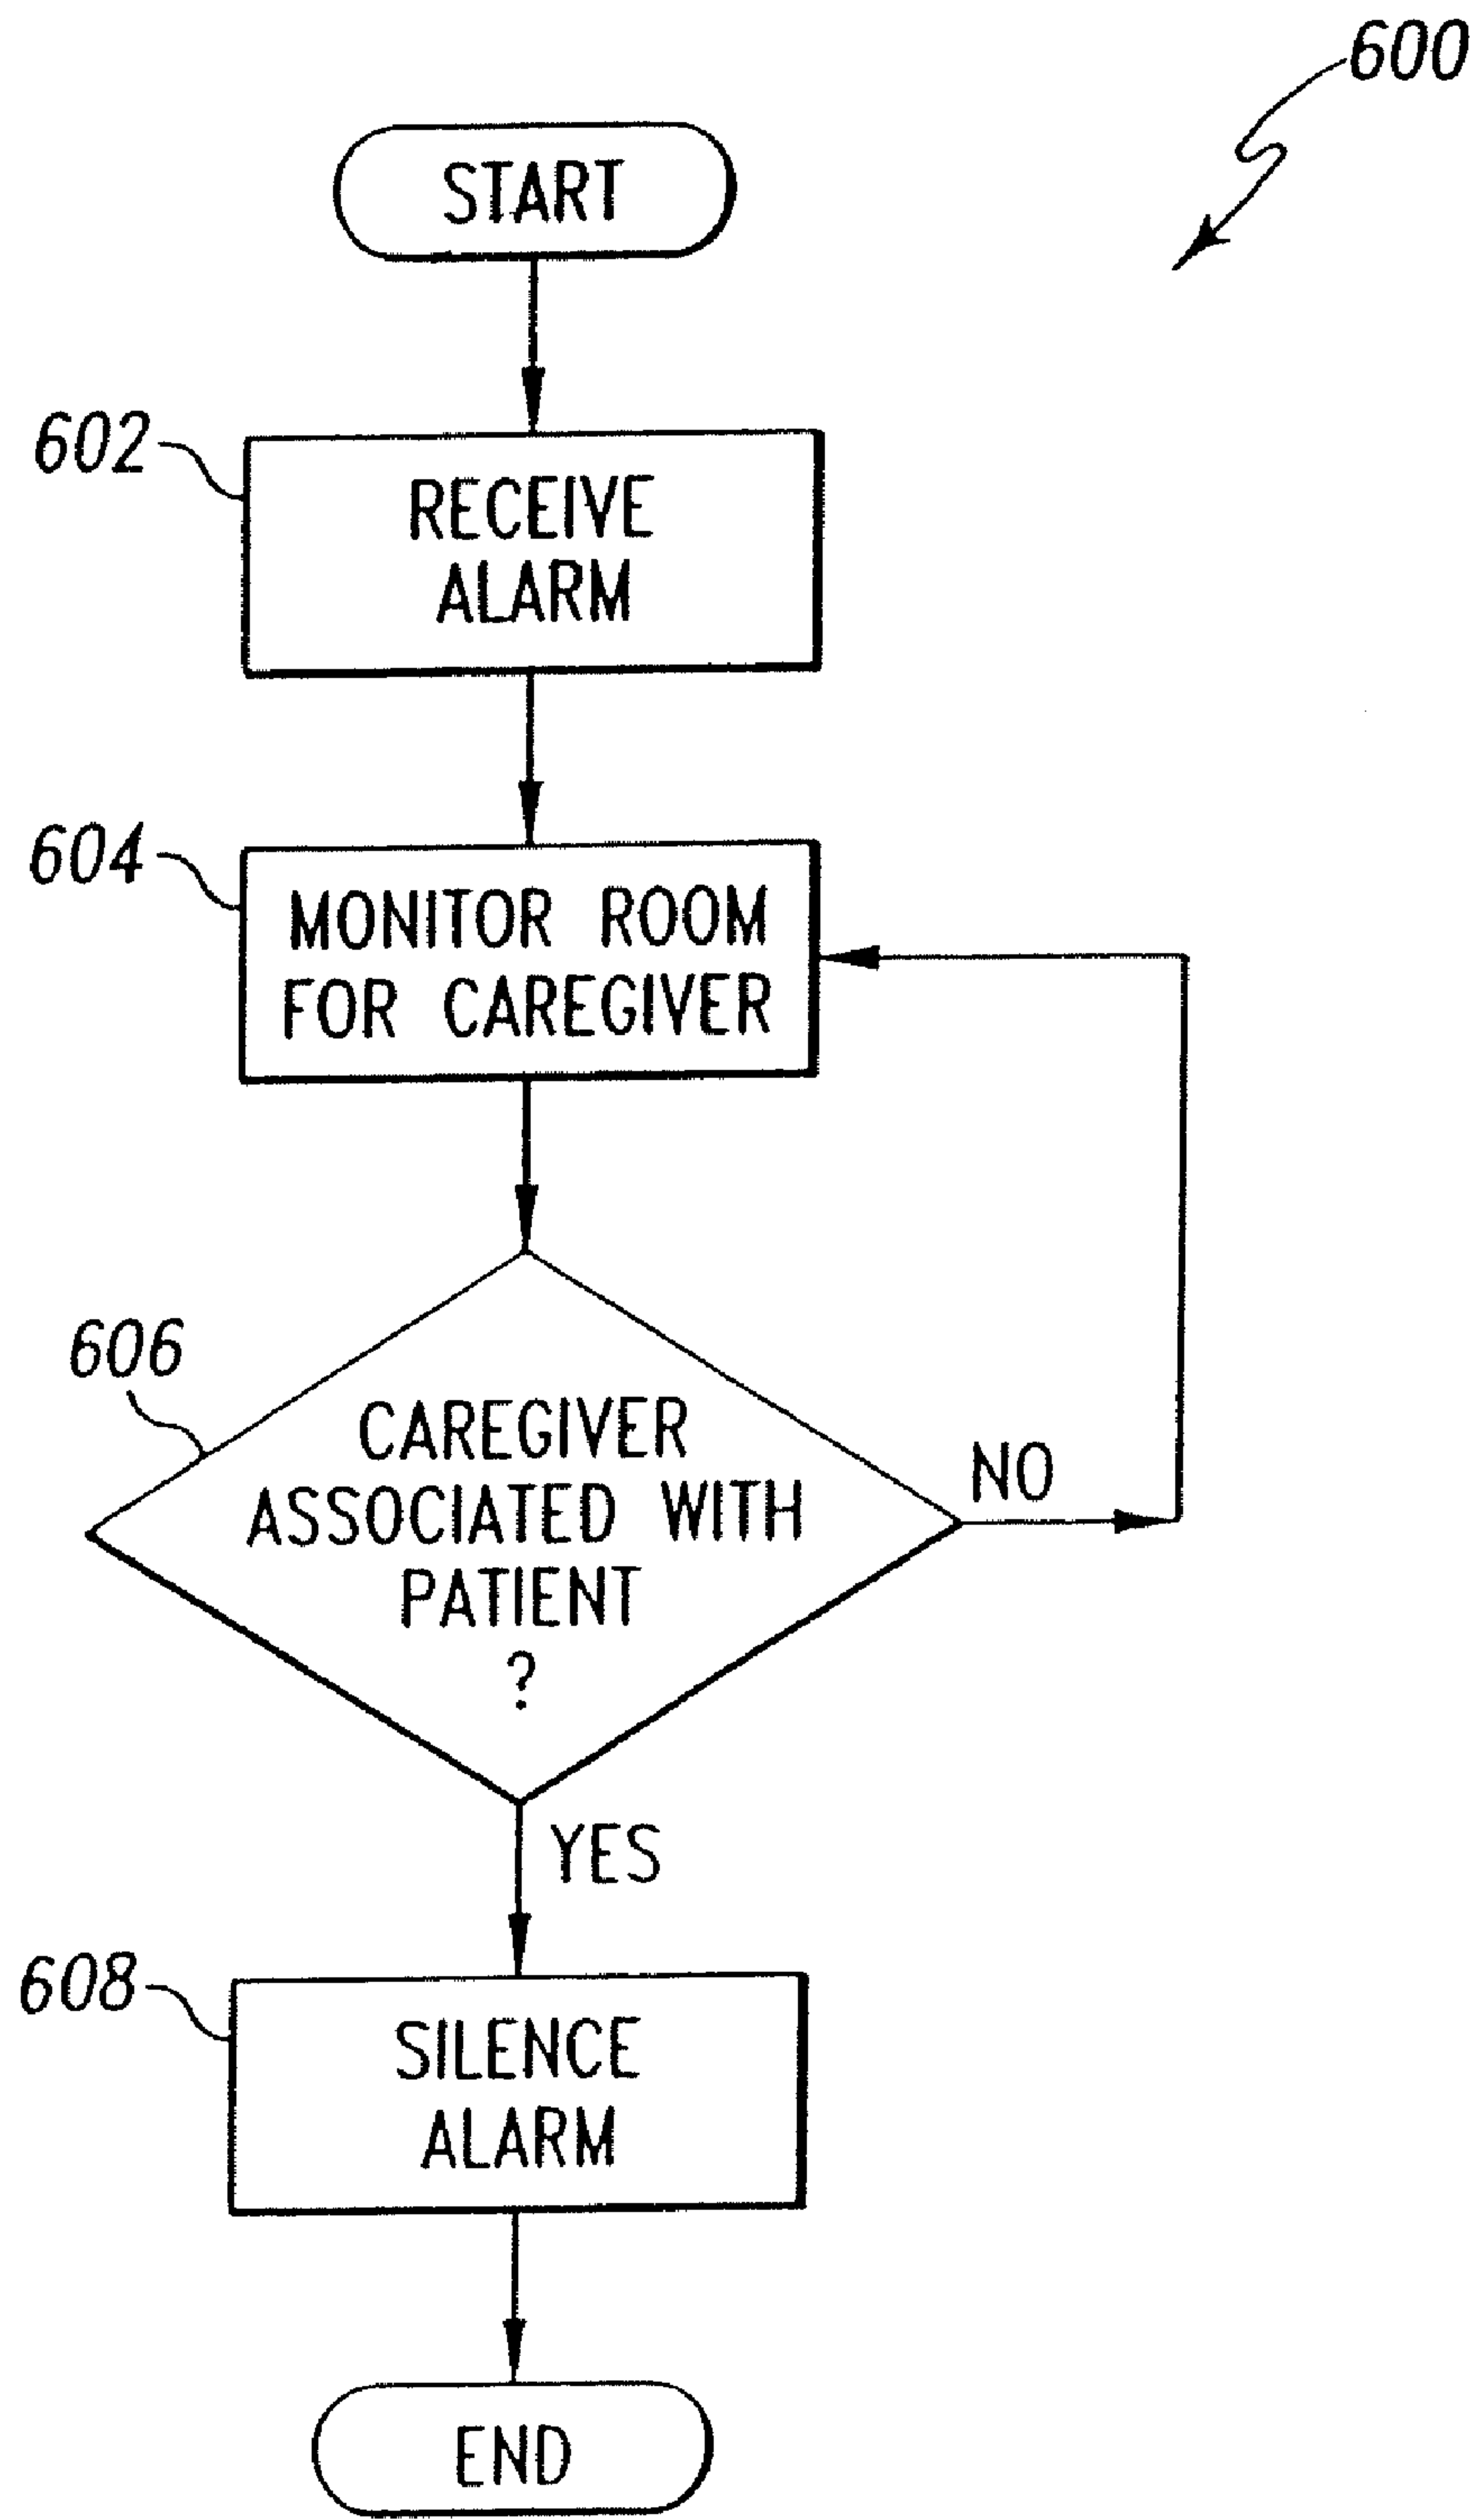 600
START
602
RECEIVE
ALARM
604
MONITOR ROOM
FOR CAREGIVER
606
CAREGIVER
ASSOCIATED WITH
PATIENT
?
NO
YES
608
SILENCE
ALARM
END